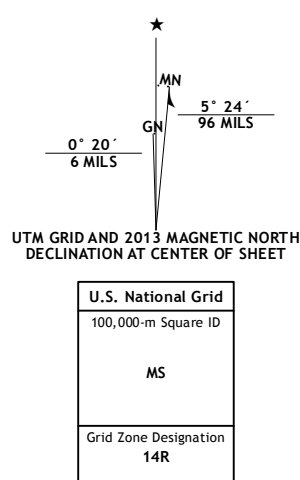 MN
5° 24´
96 MILS
GN
0° 20´
6 MILS
UTM GRID AND 2013 MAGNETIC NORTH
DECLINATION AT CENTER OF SHEET
U.S. National Grid
100,000-m Square ID
MS
Grid Zone Designation
14R